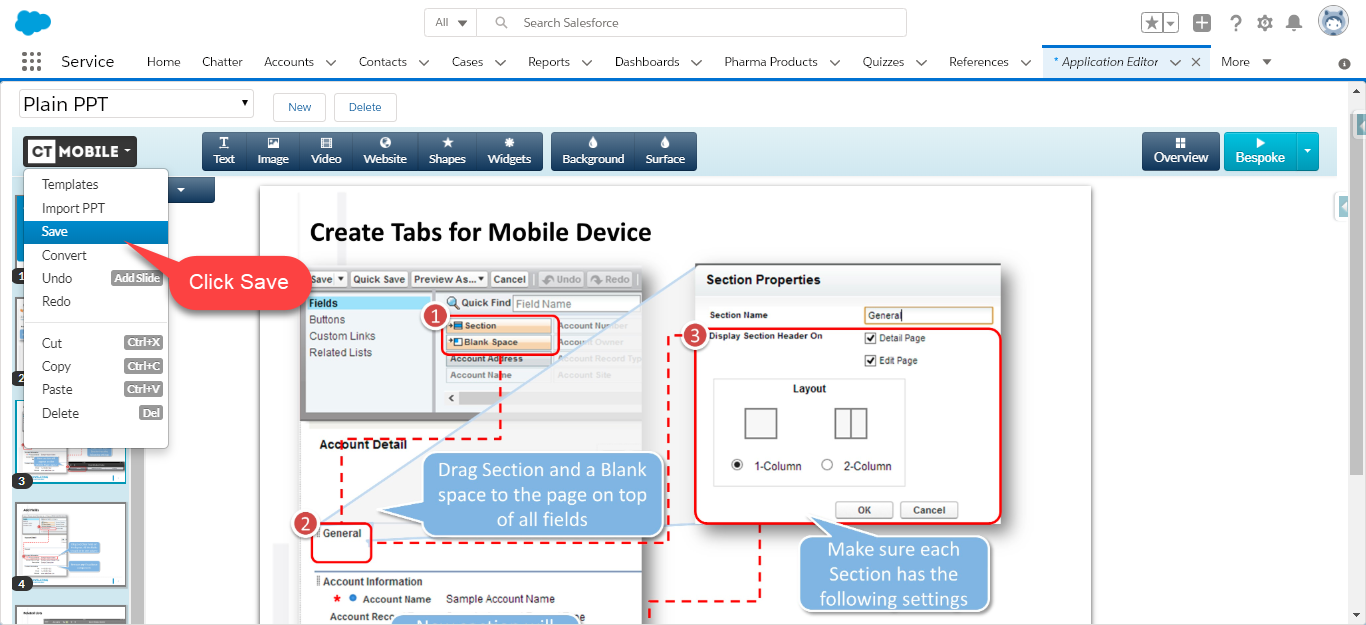 All
Search Salesforce
Service
Home
Chatter
Accounts
Contacts
Cases
Reports
Dashboards
Pharma Products
Quizzes
References
* Application Editor
More
Plain PPT
New
Delete
CT MOBILE
Text
Image
Video
Website
Shapes
Widgets
Background
Surface
Overview
Bespoke
Templates
Import PPT
Save
Convert
Undo
Add Slide
Redo
Cut Ctrl+X
Copy Ctrl+C
Paste Ctrl+V
Delete Del
Click Save
1
2
3
4
Create Tabs for Mobile Device
Save
Quick Save
Preview As...
Cancel
Undo
Redo
Fields
Buttons
Custom Links
Related Lists
Quick Find
Field Name
1
Section
Blank Space
Account Address
Account Name
Account Number
Account Owner
Account Record Typ
Account Site
Account Detail
Drag Section and a Blank
space to the page on top
of all fields
2
General
Account Information
* Account Name Sample Account Name
Account Reco
Section Properties
Section Name General
3
Display Section Header On
Detail Page
Edit Page
Layout
1-Column
2-Column
OK
Cancel
Make sure each
Section has the
following settings